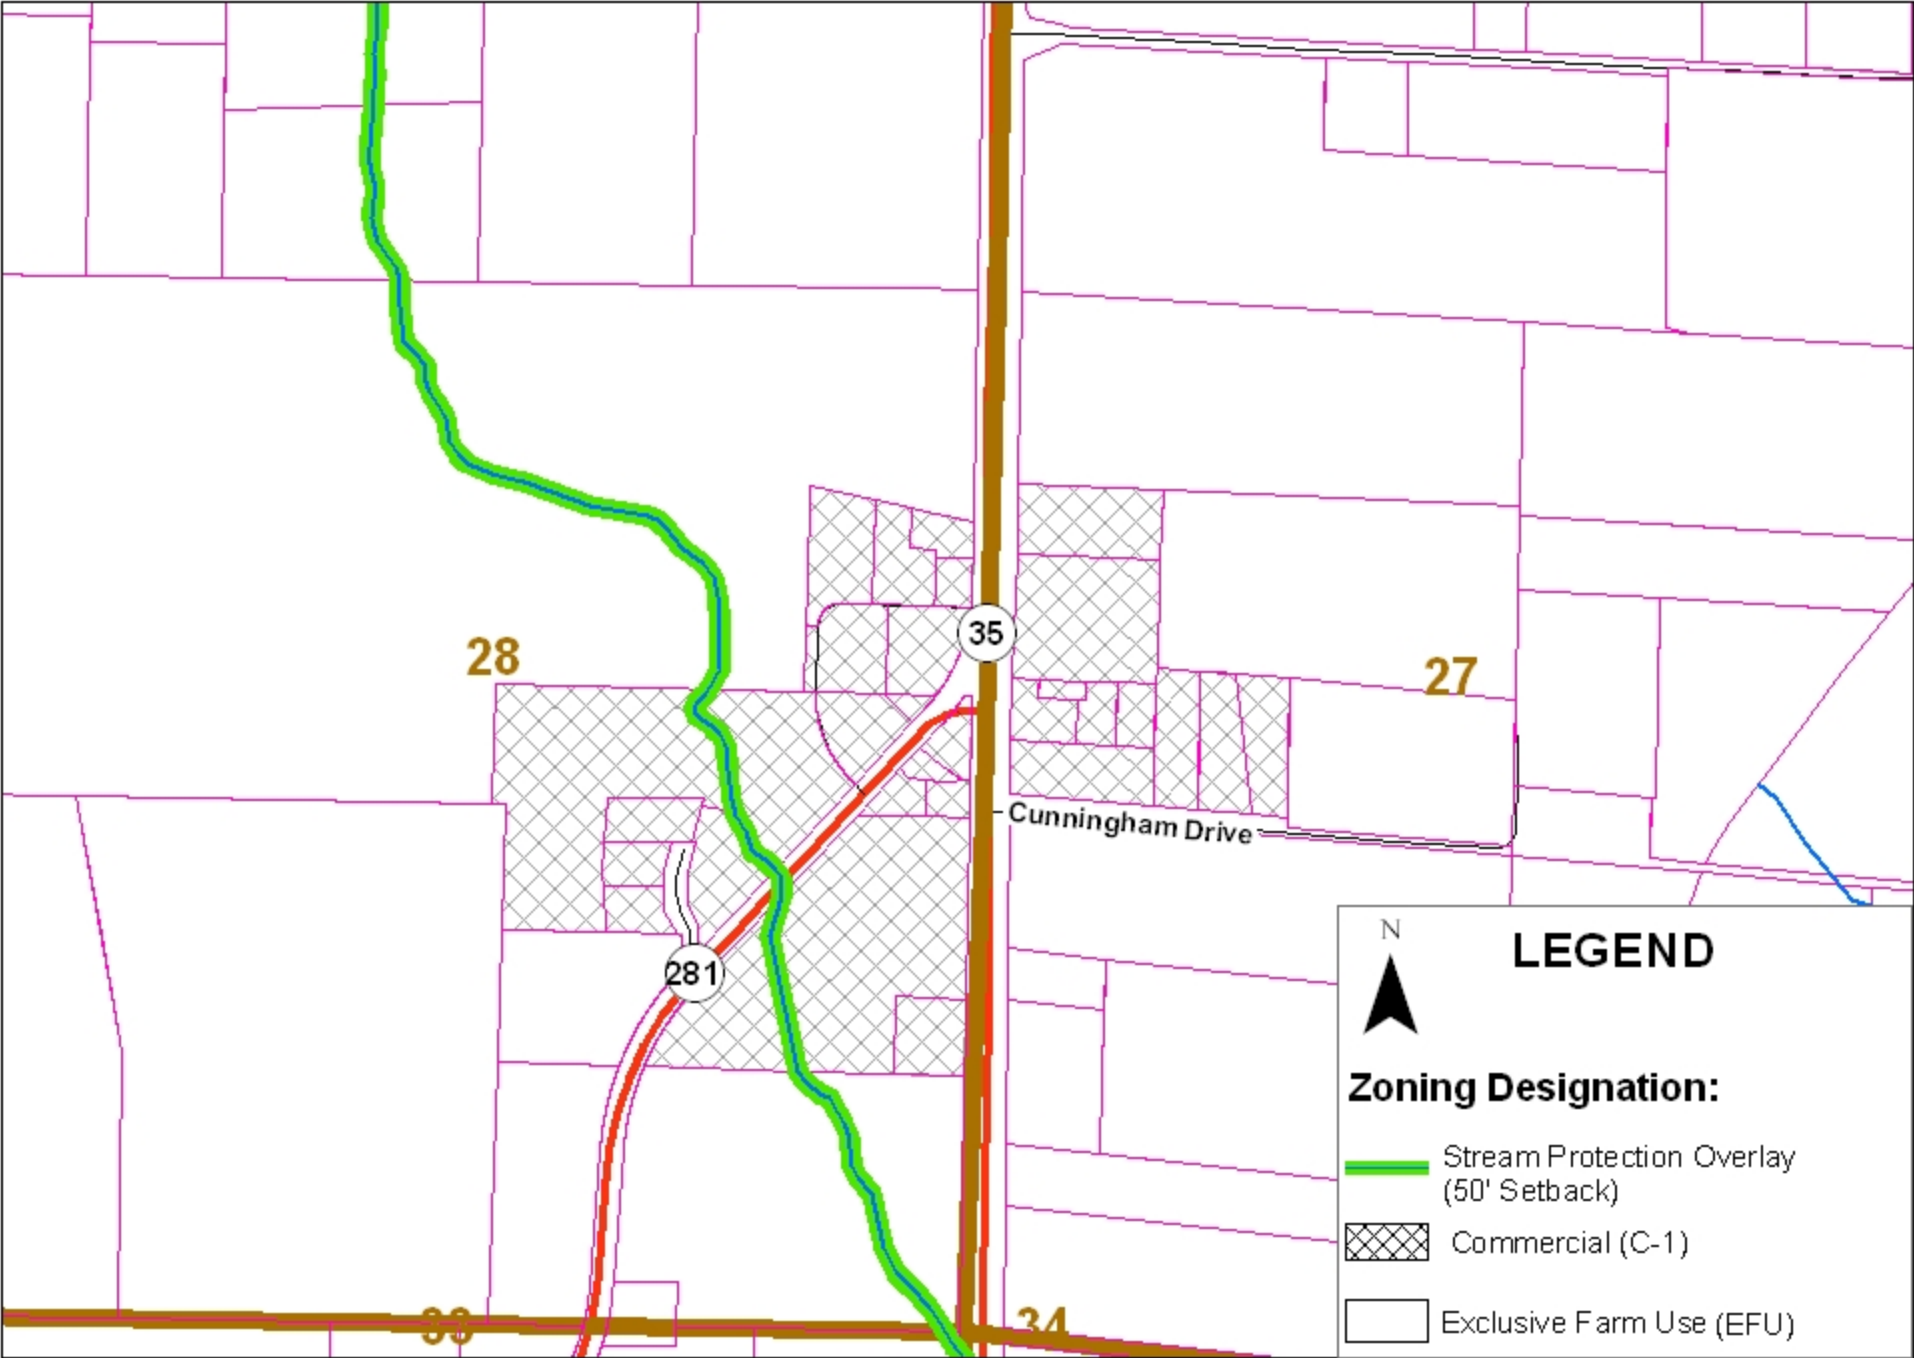 35
28
27
Cunningham Drive
281
N
LEGEND
Zoning Designation:
Stream Protection Overlay
(50' Setback)
Commercial (C-1)
Exclusive Farm Use (EFU)
33
34